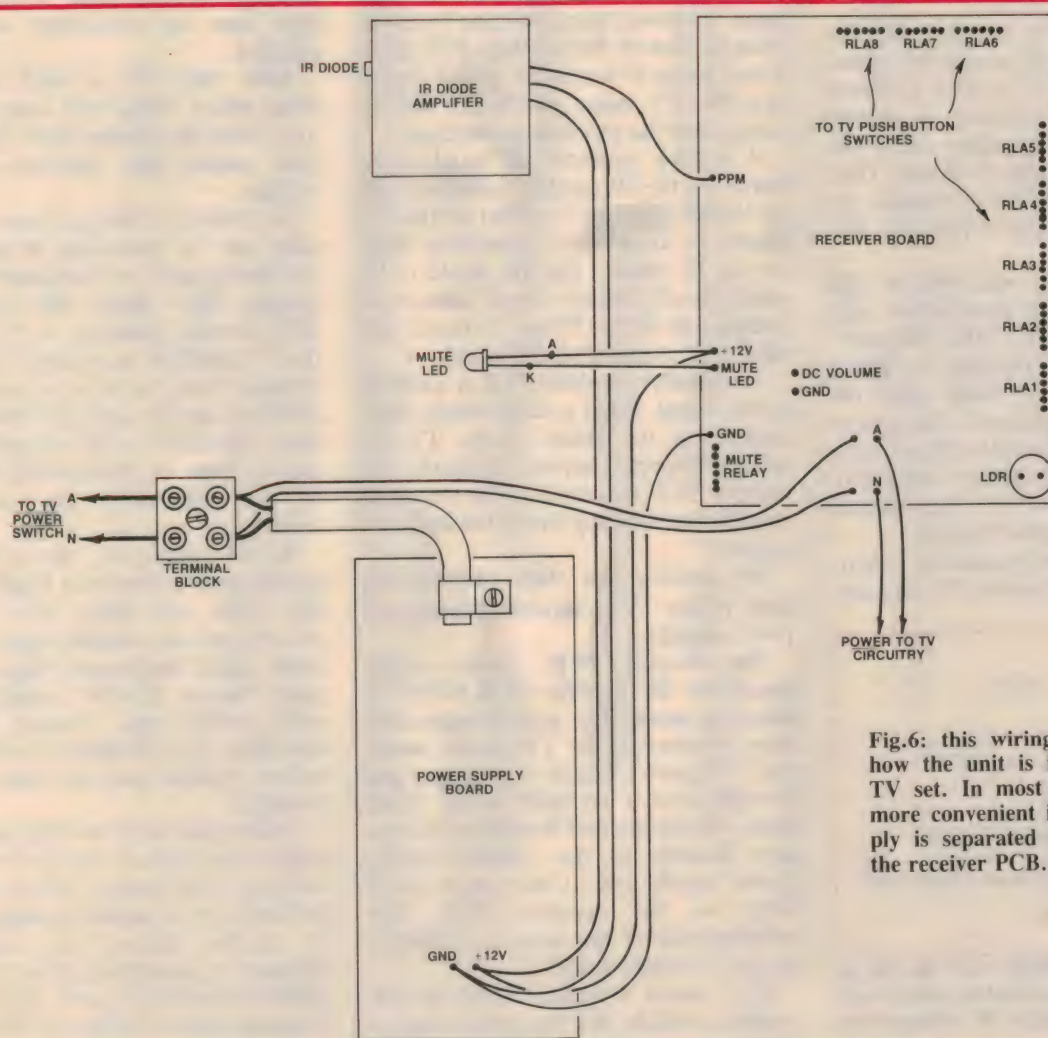 RLA8 RLA7 RLA6
IR DIODE
IR DIODE
AMPLIFIER
TO TV PUSH BUTTON
SWITCHES
RLA5
PPM
RLA4
RECEIVER BOARD
RLA3
RLA2
A
+12V
MUTE
LED
K
MUTE
LED
DC VOLUME
GND
RLA1
GND
A
MUTE
RELAY
LDR
TO TV
POWER
SWITCH
A
N
N
TERMINAL
BLOCK
POWER TO TV
CIRCUITRY
Fig.6: this wiring
how the unit is
TV set. In most
more convenient
ply is separated
the receiver PCB.
POWER SUPPLY
BOARD
GND +12V